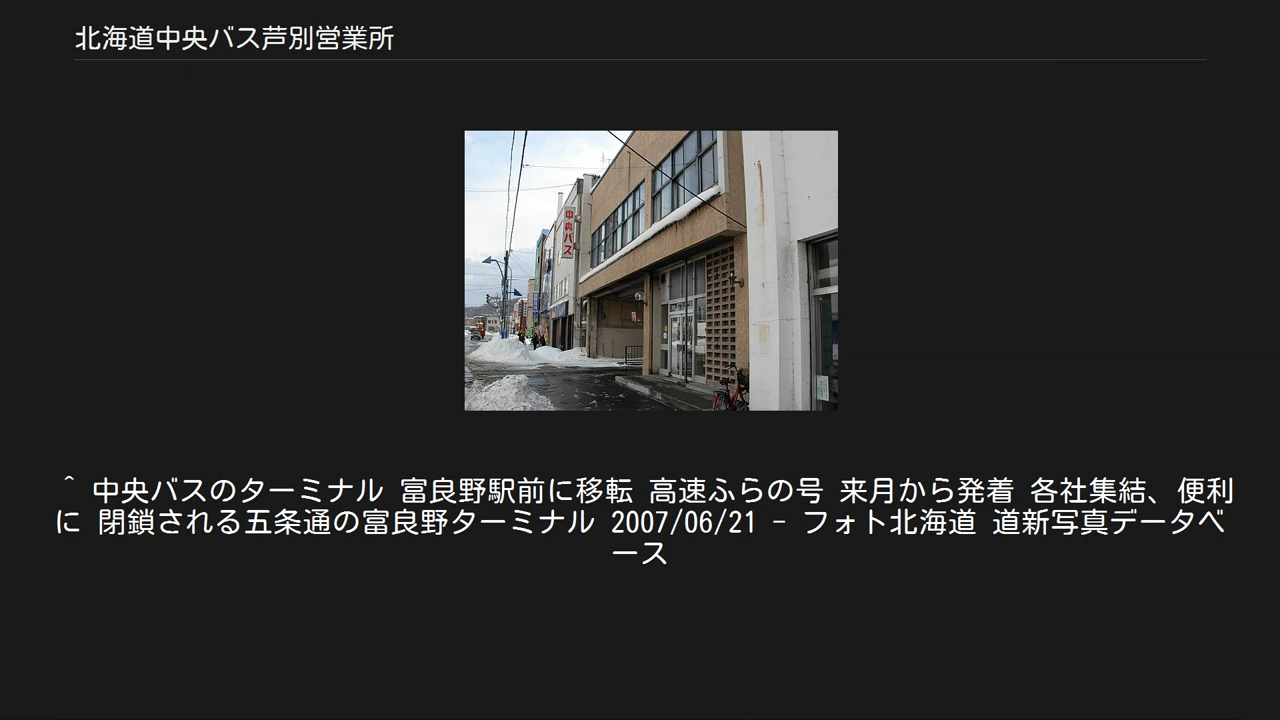 北海道中央バス芦別営業所
中央バス
^ 中央バスのターミナル 富良野駅前に移転 高速ふらの号 来月から発着 各社集結、便利
に 閉鎖される五条通の富良野ターミナル 2007/06/21 - フォト北海道 道新写真データベ
ース